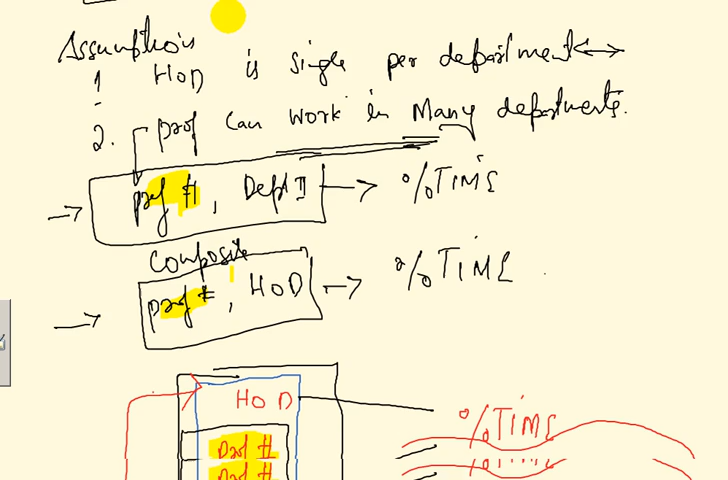 Assumptions
1 HOD is single per department
2. prof can work in Many departments.
prof #, Dept II → % TIME
Composite
prof #, HOD → % TIME
HOD % TIME
prof #
prof #